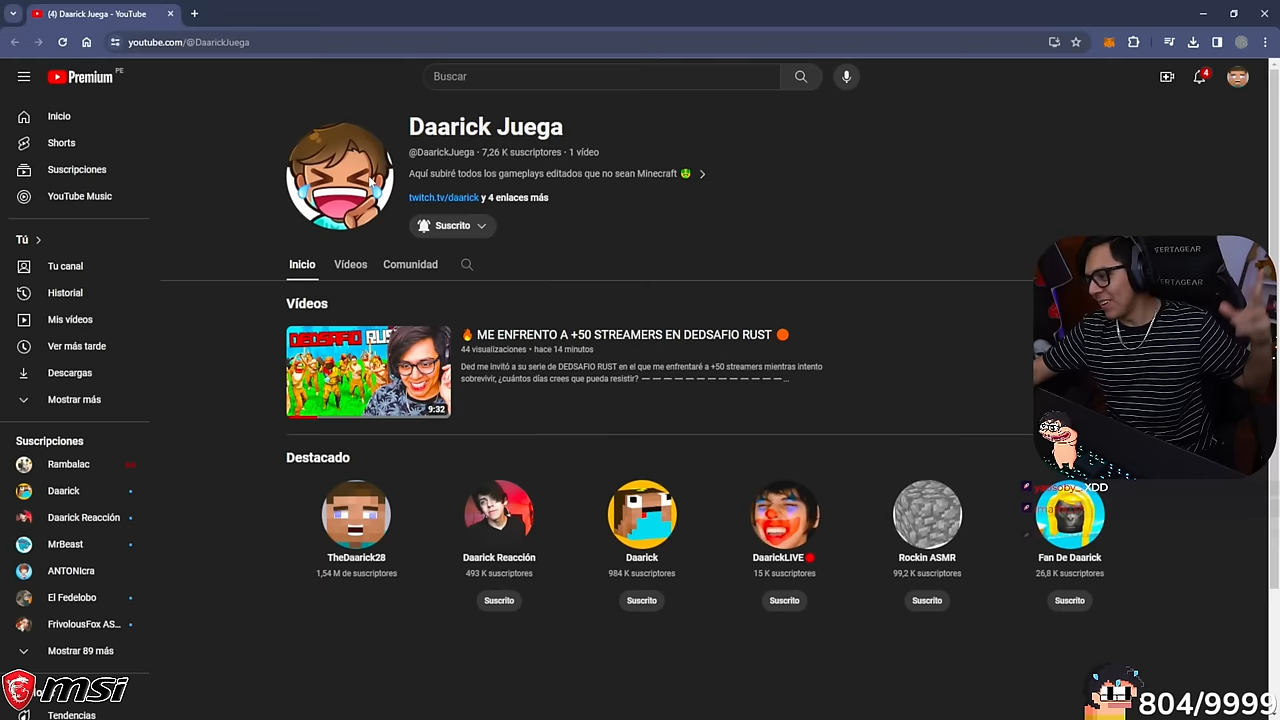 (4) Daarick Juega - YouTube
youtube.com/@DaarickJuega
Premium PE
Buscar
4
Inicio
Shorts
Suscripciones
YouTube Music
Tú
Tu canal
Historial
Mis vídeos
Ver más tarde
Descargas
Mostrar más
Suscripciones
Rambalac
Daarick
Daarick Reacción
MrBeast
ANTONIcra
El Fedelobo
FrivolousFox AS...
Mostrar 89 más
Tendencias
msi
Daarick Juega
@DaarickJuega · 7,26 K suscriptores · 1 vídeo
Aquí subiré todos los gameplays editados que no sean Minecraft
twitch.tv/daarick y 4 enlaces más
Suscrito
Inicio Vídeos Comunidad
Vídeos
DEDSAFIO RUS
9:32
🔥 ME ENFRENTO A +50 STREAMERS EN DEDSAFIO RUST 🟠
44 visualizaciones · hace 14 minutos
Ded me invitó a su serie de DEDSAFIO RUST en el que me enfrentaré a +50 streamers mientras intento
sobrevivir, ¿cuántos días crees que pueda resistir? — — — — — — — — — — — — — ...
Destacado
TheDaarick28
1,54 M de suscriptores
Daarick Reacción
493 K suscriptores
Suscrito
Daarick
984 K suscriptores
Suscrito
DaarickLIVE🔴
15 K suscriptores
Suscrito
Rockin ASMR
99,2 K suscriptores
Suscrito
Fan De Daarick
26,8 K suscriptores
Suscrito
VERTAGEAR
VERTAGEAR
XDD
804/9999